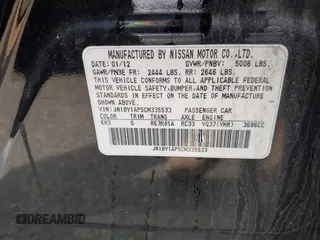 MANUFACTURED BY NISSAN MOTOR CO.,LTD.
DATE: 01/12 GVWR/PNBV: 5006 LBS.
GAWR/PNBE FR: 2444 LBS. RR: 2646 LBS.
THIS VEHICLE CONFORMS TO ALL APPLICABLE FEDERAL
MOTOR VEHICLE SAFETY, BUMPER, AND THEFT PREVENTION
STANDARDS IN EFFECT ON THE DATE OF MANUFACTURE
SHOWN ABOVE.
VIN: JN1BY1AP5CM335533 PASSENGER CAR
COLOR TRIM TRANS AXLE ENGINE
KH3 G RE7R01A RC33 VQ37(VHR) 3696CC
JN1BY1AP5CM335533
© IAAI/BIDMOTO